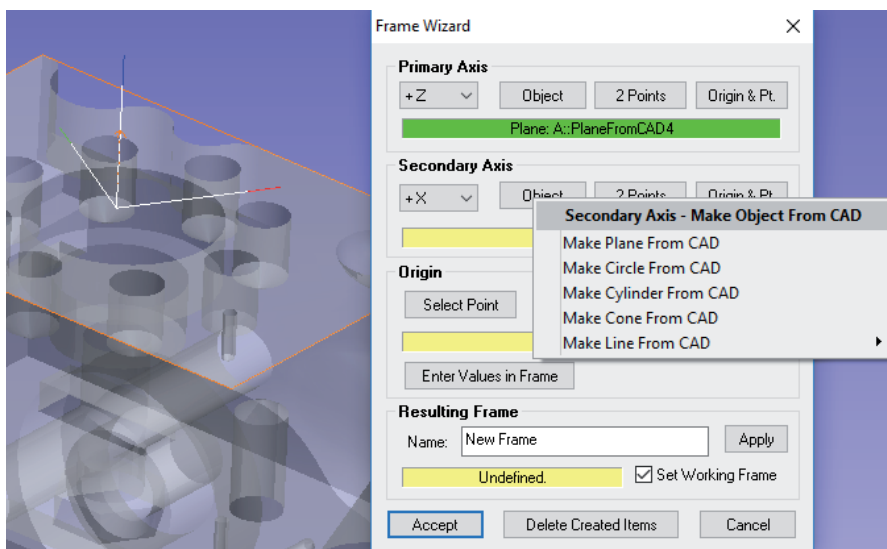 Frame Wizard
Primary Axis
+Z Object 2 Points Origin & Pt.
Plane: A::PlaneFromCAD4
Secondary Axis
+X Object 2 Points Origin & Pt.
Secondary Axis - Make Object From CAD
Make Plane From CAD
Make Circle From CAD
Make Cylinder From CAD
Make Cone From CAD
Make Line From CAD
Origin
Select Point
Enter Values in Frame
Resulting Frame
Name: New Frame Apply
Undefined. Set Working Frame
Accept Delete Created Items Cancel